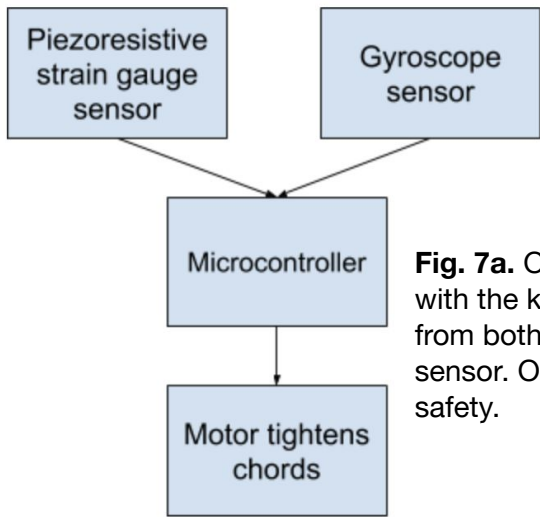 Piezoresistive
strain gauge
sensor
Gyroscope
sensor
Microcontroller
Motor tightens
chords
Fig. 7a.
with the
from both
sensor.
safety.